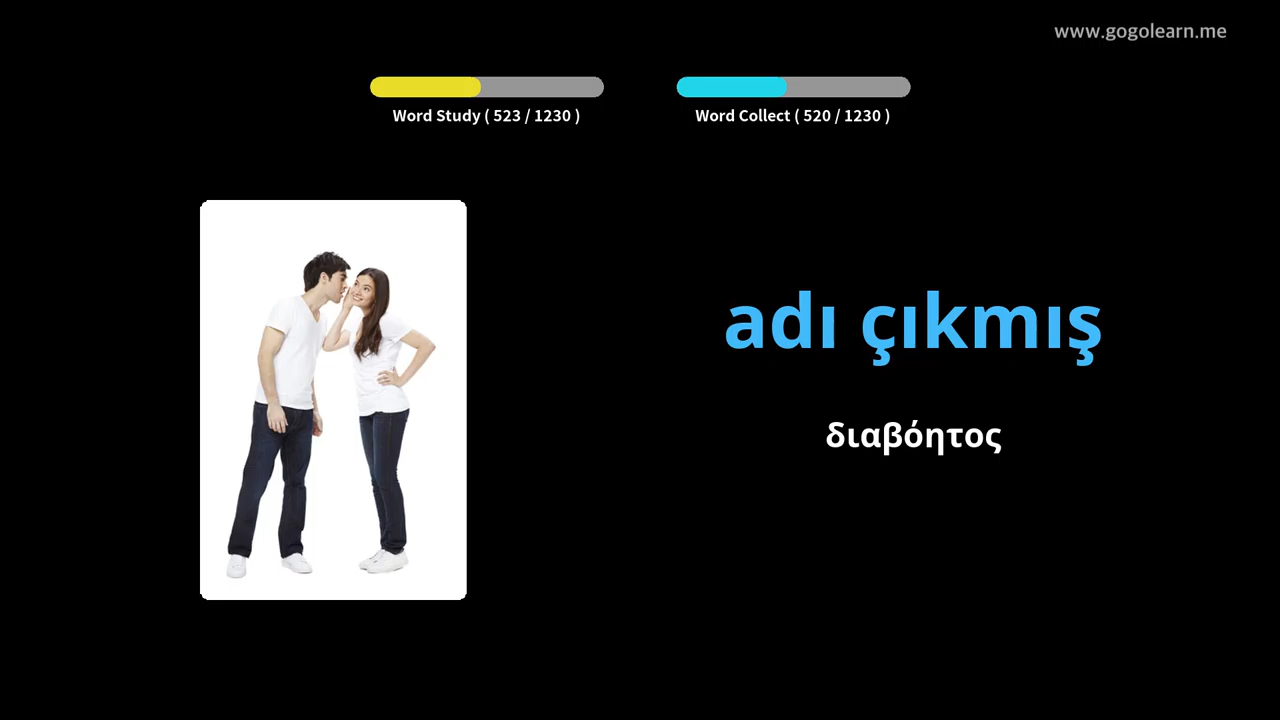 www.gogolearn.me
Word Study ( 523 / 1230 )
Word Collect ( 520 / 1230 )
adı çıkmış
διαβόητος